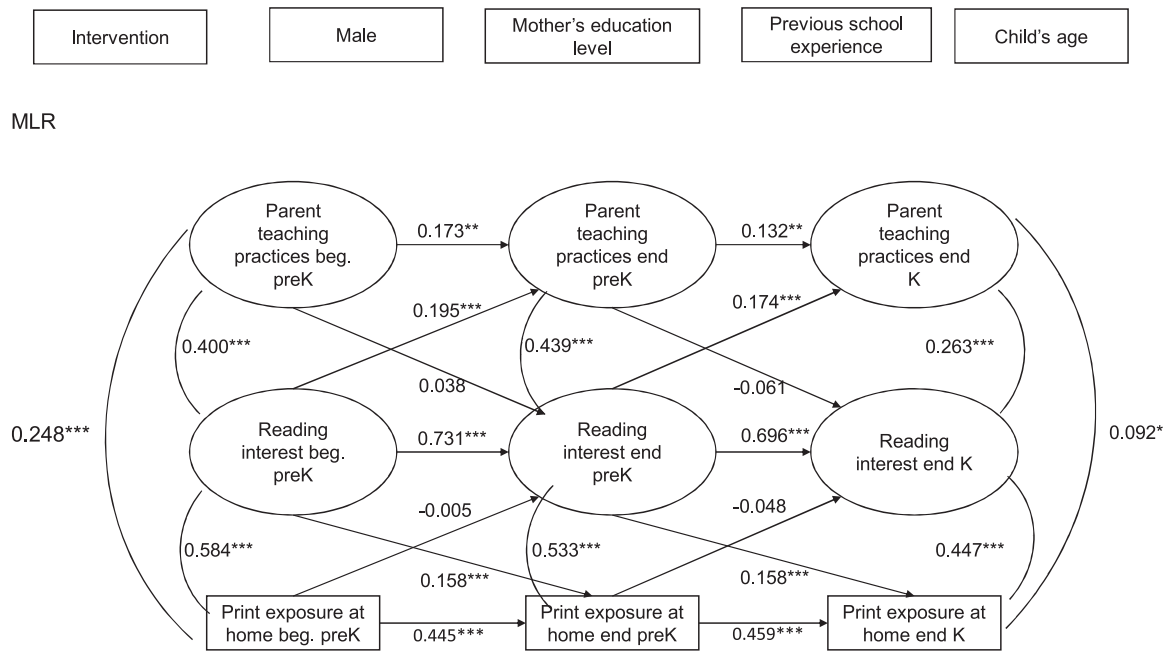 Intervention
Male
Mother's education
level
Previous school
experience
Child's age
MLR
Parent
teaching
practices beg.
preK
0.173**
Parent
teaching
practices end
preK
0.132**
Parent
teaching
practices end
K
0.195***
0.174***
0.400***
0.439***
0.263***
0.038
-0.061
0.248***
Reading
interest beg.
preK
0.731***
Reading
interest end
preK
0.696***
Reading
interest end K
0.092*
-0.005
-0.048
0.584***
0.533***
0.447***
0.158***
0.158***
Print exposure at
home beg. preK
0.445***
Print exposure at
home end preK
0.459***
Print exposure at
home end K